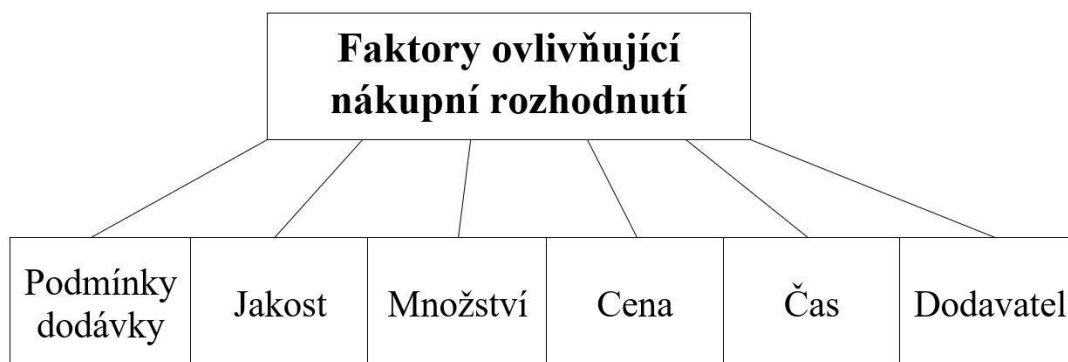 Faktory ovlivňující
nákupní rozhodnutí
Podmínky
dodávky
Jakost
Množství
Cena
Čas
Dodavatel